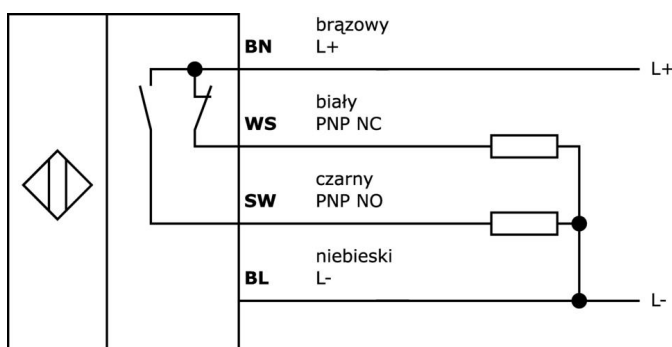 brązowy
BN L+
L+
biały
WS PNP NC
czarny
SW PNP NO
niebieski
BL L-
L-